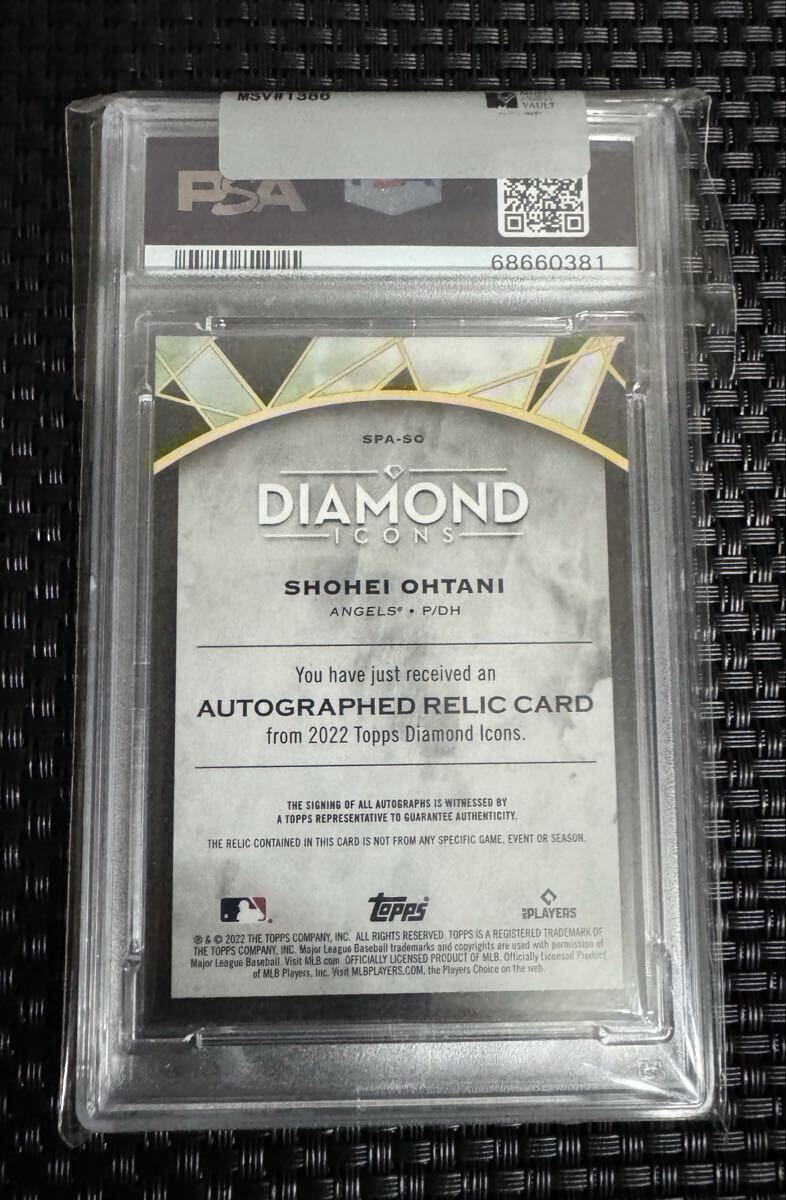 MSV#1386
VAULT
PSA
68660381
SPA-SO
DIAMOND
ICONS
SHOHEI OHTANI
ANGELS® • P/DH
You have just received an
AUTOGRAPHED RELIC CARD
from 2022 Topps Diamond Icons.
THE SIGNING OF ALL AUTOGRAPHS IS WITNESSED BY
A TOPPS REPRESENTATIVE TO GUARANTEE AUTHENTICITY.
THE RELIC CONTAINED IN THIS CARD IS NOT FROM ANY SPECIFIC GAME, EVENT OR SEASON.
topps
PLAYERS
® & © 2022 THE TOPPS COMPANY, INC. ALL RIGHTS RESERVED. TOPPS IS A REGISTERED TRADEMARK OF
THE TOPPS COMPANY, INC. Major League Baseball trademarks and copyrights are used with permission of
Major League Baseball. Visit MLB.com. OFFICIALLY LICENSED PRODUCT OF MLB. Officially Licensed Product
of MLB Players, Inc. Visit MLBPLAYERS.COM, the Players Choice on the web.